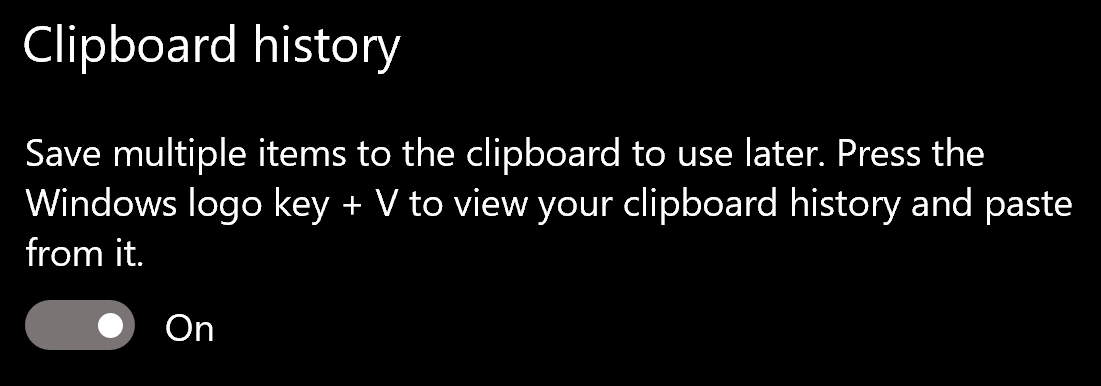 Clipboard history
Save multiple items to the clipboard to use later. Press the
Windows logo key + V to view your clipboard history and paste
from it.
On